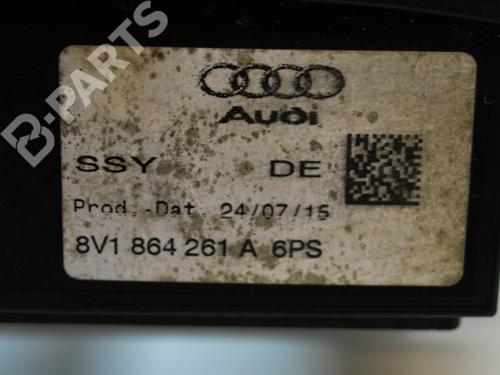 B-PARTS
Audi
SSY DE
Prod.-Dat. 24/07/15
8V1 864 261 A 6PS